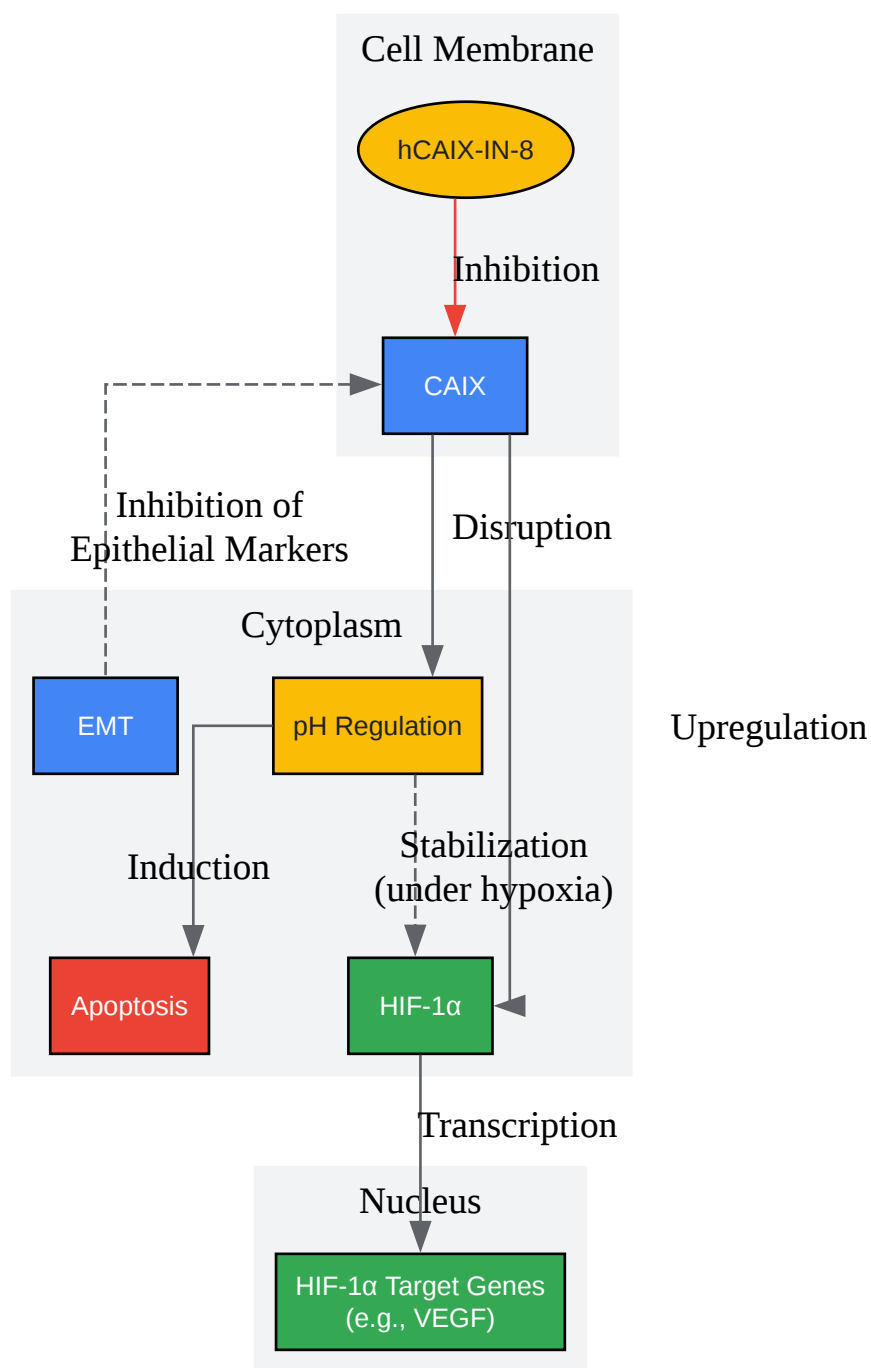 Cell Membrane
hCAIX-IN-8
Inhibition
CAIX
Inhibition of
Epithelial Markers
Disruption
Cytoplasm
EMT
pH Regulation
Upregulation
Induction
Stabilization
(under hypoxia)
Apoptosis
HIF-1α
Transcription
Nucleus
HIF-1α Target Genes
(e.g., VEGF)